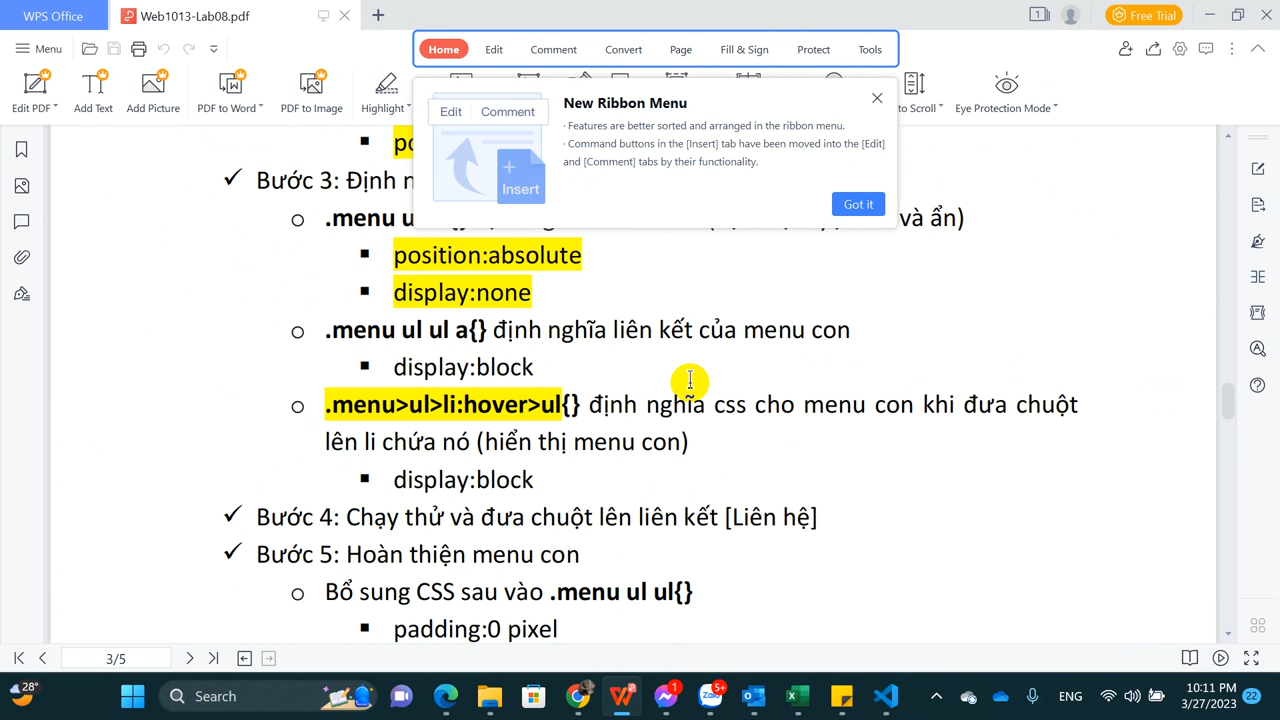 WPS Office
Web1013-Lab08.pdf
Free Trial
Menu
Home Edit Comment Convert Page Fill & Sign Protect Tools
Edit PDF Add Text Add Picture PDF to Word PDF to Image Highlight to Scroll Eye Protection Mode
Edit Comment
Insert
New Ribbon Menu
· Features are better sorted and arranged in the ribbon menu.
· Command buttons in the [Insert] tab have been moved into the [Edit]
and [Comment] tabs by their functionality.
Got it
✓ Bước 3: Định n
o .menu u và ẩn)
▪ position:absolute
▪ display:none
o .menu ul ul a{} định nghĩa liên kết của menu con
▪ display:block
o .menu>ul>li:hover>ul{} định nghĩa css cho menu con khi đưa chuột
lên li chứa nó (hiển thị menu con)
▪ display:block
✓ Bước 4: Chạy thử và đưa chuột lên liên kết [Liên hệ]
✓ Bước 5: Hoàn thiện menu con
o Bổ sung CSS sau vào .menu ul ul{}
▪ padding:0 pixel
3/5
28°
Search
1
5+
ENG
10:11 PM
3/27/2023
22